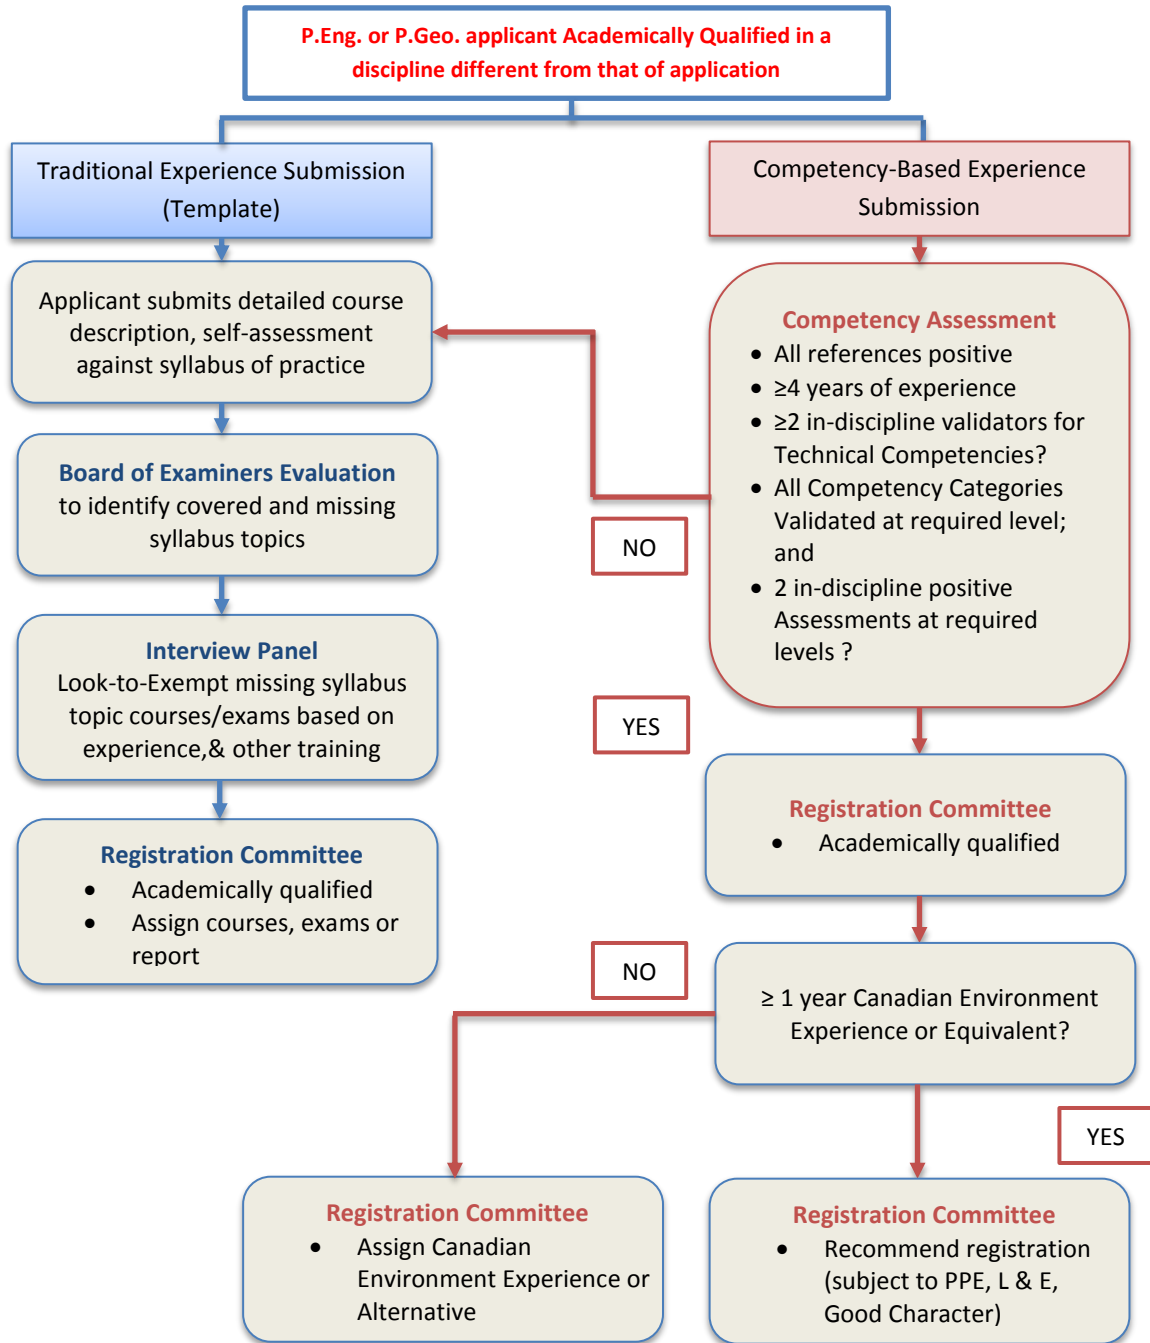 P.Eng. or P.Geo. applicant Academically Qualified in a
discipline different from that of application
Traditional Experience Submission
(Template)
Competency-Based Experience
Submission
Applicant submits detailed course
description, self-assessment
against syllabus of practice
Competency Assessment
• All references positive
• ≥4 years of experience
• ≥2 in-discipline validators for
Technical Competencies?
• All Competency Categories
Validated at required level;
and
• 2 in-discipline positive
Assessments at required
levels ?
Board of Examiners Evaluation
to identify covered and missing
syllabus topics
NO
Interview Panel
Look-to-Exempt missing syllabus
topic courses/exams based on
experience,& other training
YES
Registration Committee
• Academically qualified
Registration Committee
• Academically qualified
• Assign courses, exams or
report
NO
≥ 1 year Canadian Environment
Experience or Equivalent?
YES
Registration Committee
• Assign Canadian
Environment Experience or
Alternative
Registration Committee
• Recommend registration
(subject to PPE, L & E,
Good Character)